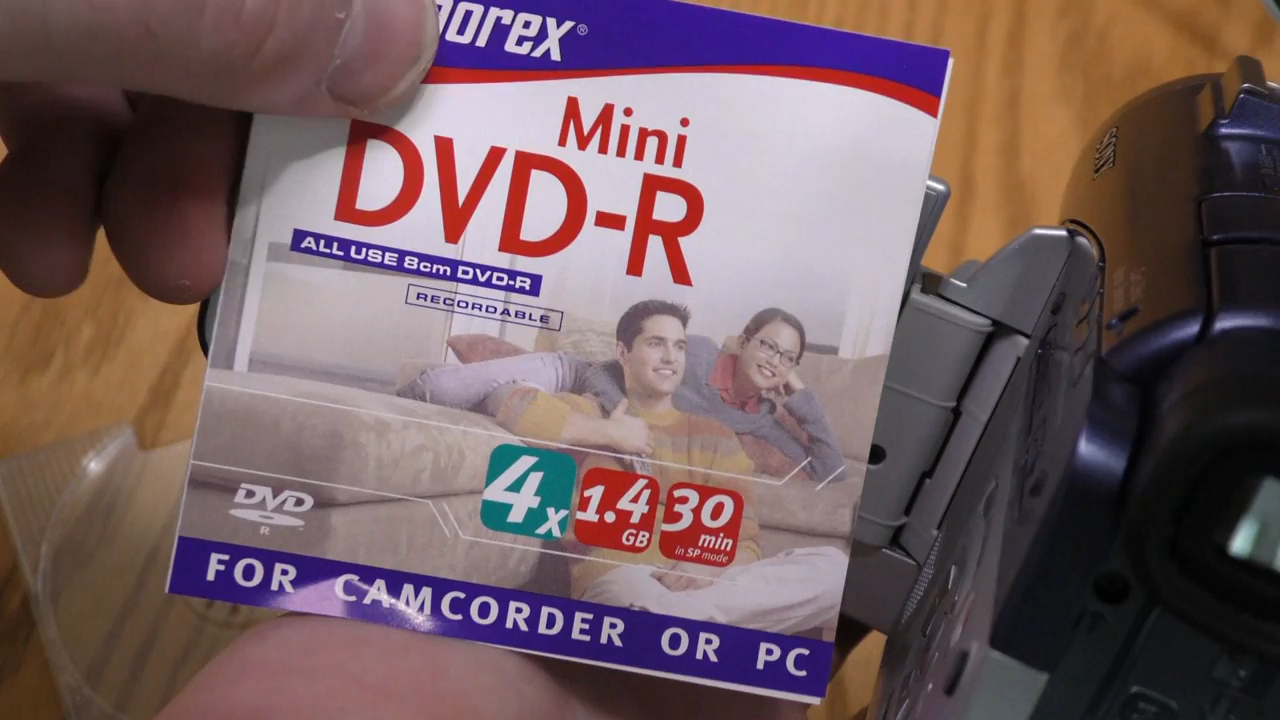 orex®
Mini
DVD-R
ALL USE 8cm DVD-R
RECORDABLE
4x
1.4
GB
30
min
in SP mode
DVD
R
FOR CAMCORDER OR PC